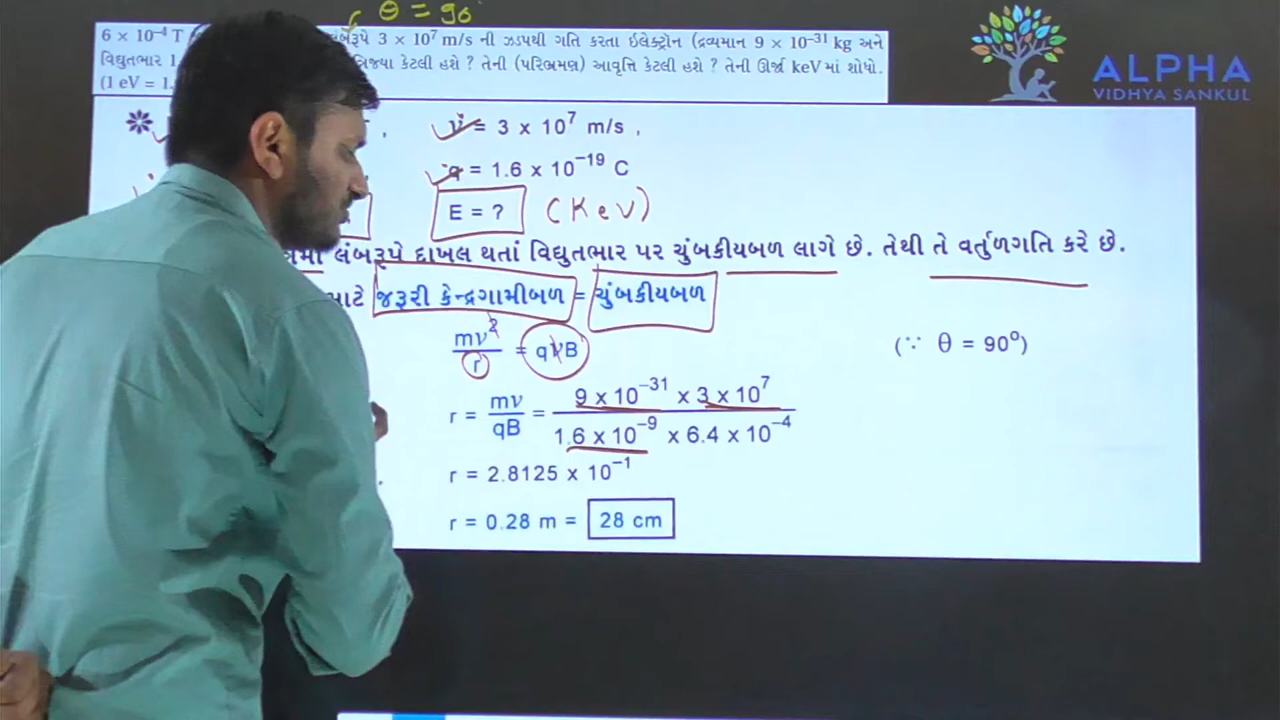 θ = 90
6 × 10⁻⁴ T લંબરૂપે 3 × 10⁷ m/s ની ઝડપથી ગતિ કરતા ઇલેક્ટ્રોન (દ્રવ્યમાન 9 × 10⁻³¹ kg અને
વિદ્યુતભાર 1. ત્રિજ્યા કેટલી હશે ? તેની (પરિભ્રમણ) આવૃત્તિ કેટલી હશે ? તેની ઊર્જા keV માં શોધો.
(1 eV = 1.
ALPHA
VIDHYA SANKUL
, v = 3 x 10⁷ m/s ,
q = 1.6 x 10⁻¹⁹ C
E = ? (KeV)
લંબરૂપે દાખલ થતાં વિદ્યુતભાર પર ચુંબકીયબળ લાગે છે. તેથી તે વર્તુળગતિ કરે છે.
માટે જરૂરી કેન્દ્રગામીબળ = ચુંબકીયબળ
mv²/r = qvB (∵ θ = 90⁰)
r = mv/qB = 9 x 10⁻³¹ x 3 x 10⁷ / 1.6 x 10⁻⁹ x 6.4 x 10⁻⁴
r = 2.8125 x 10⁻¹
r = 0.28 m = 28 cm